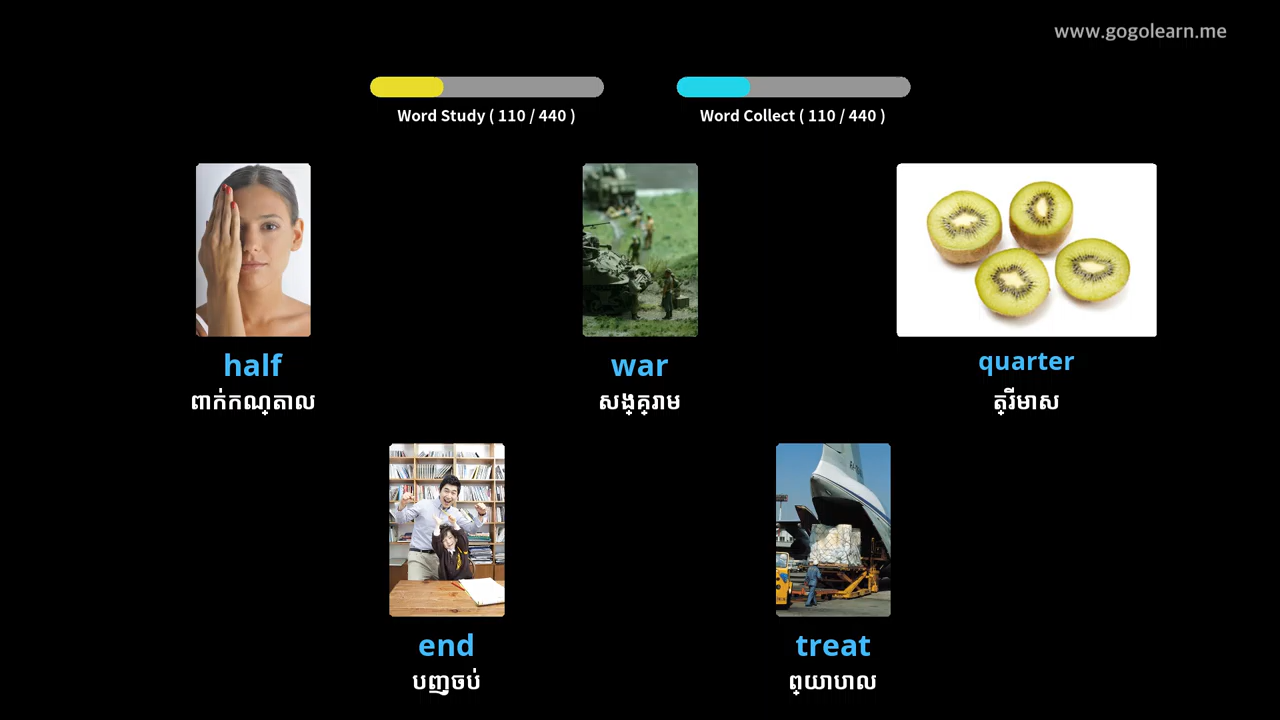 www.gogolearn.me
Word Study ( 110 / 440 )
Word Collect ( 110 / 440 )
half
ពាក់កណ្តាល
war
សង្គ្រាម
quarter
ត្រីមាស
end
បញ្ចប់
treat
ព្យាបាល